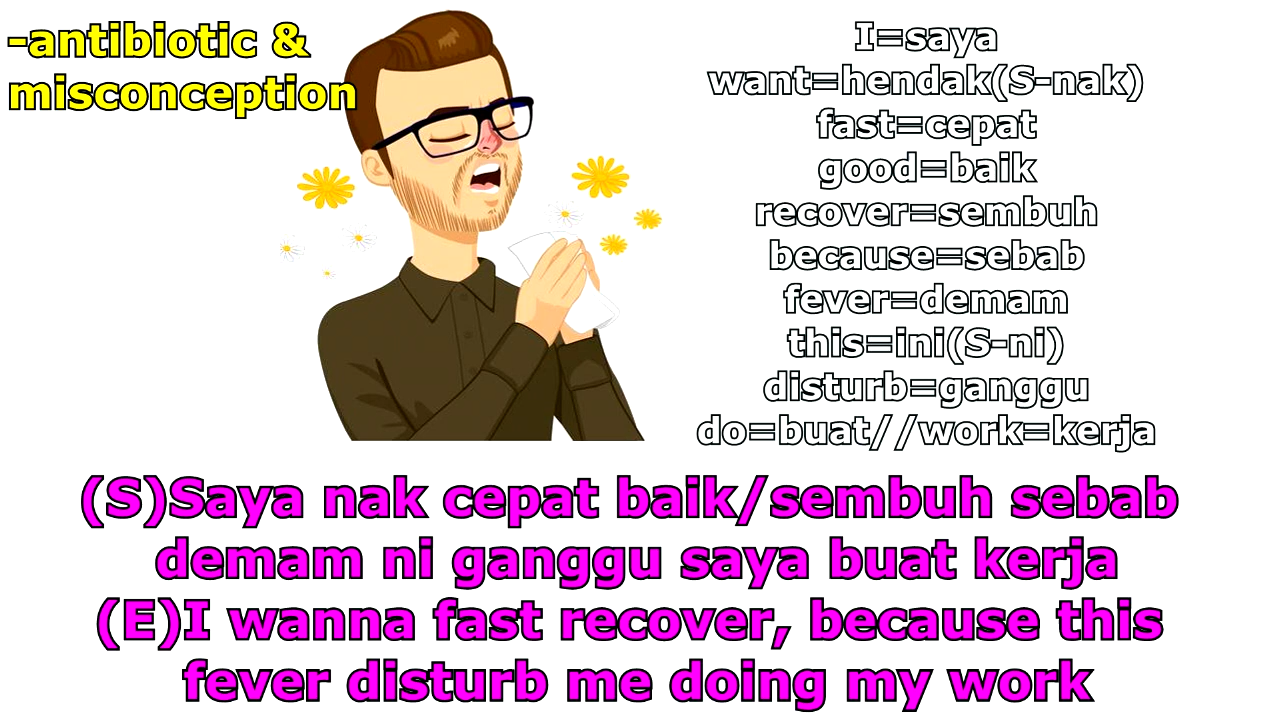 -antibiotic &
misconception
I=saya
want=hendak(S-nak)
fast=cepat
good=baik
recover=sembuh
because=sebab
fever=demam
this=ini(S-ni)
disturb=ganggu
do=buat//work=kerja
(S)Saya nak cepat baik/sembuh sebab
demam ni ganggu saya buat kerja
(E)I wanna fast recover, because this
fever disturb me doing my work